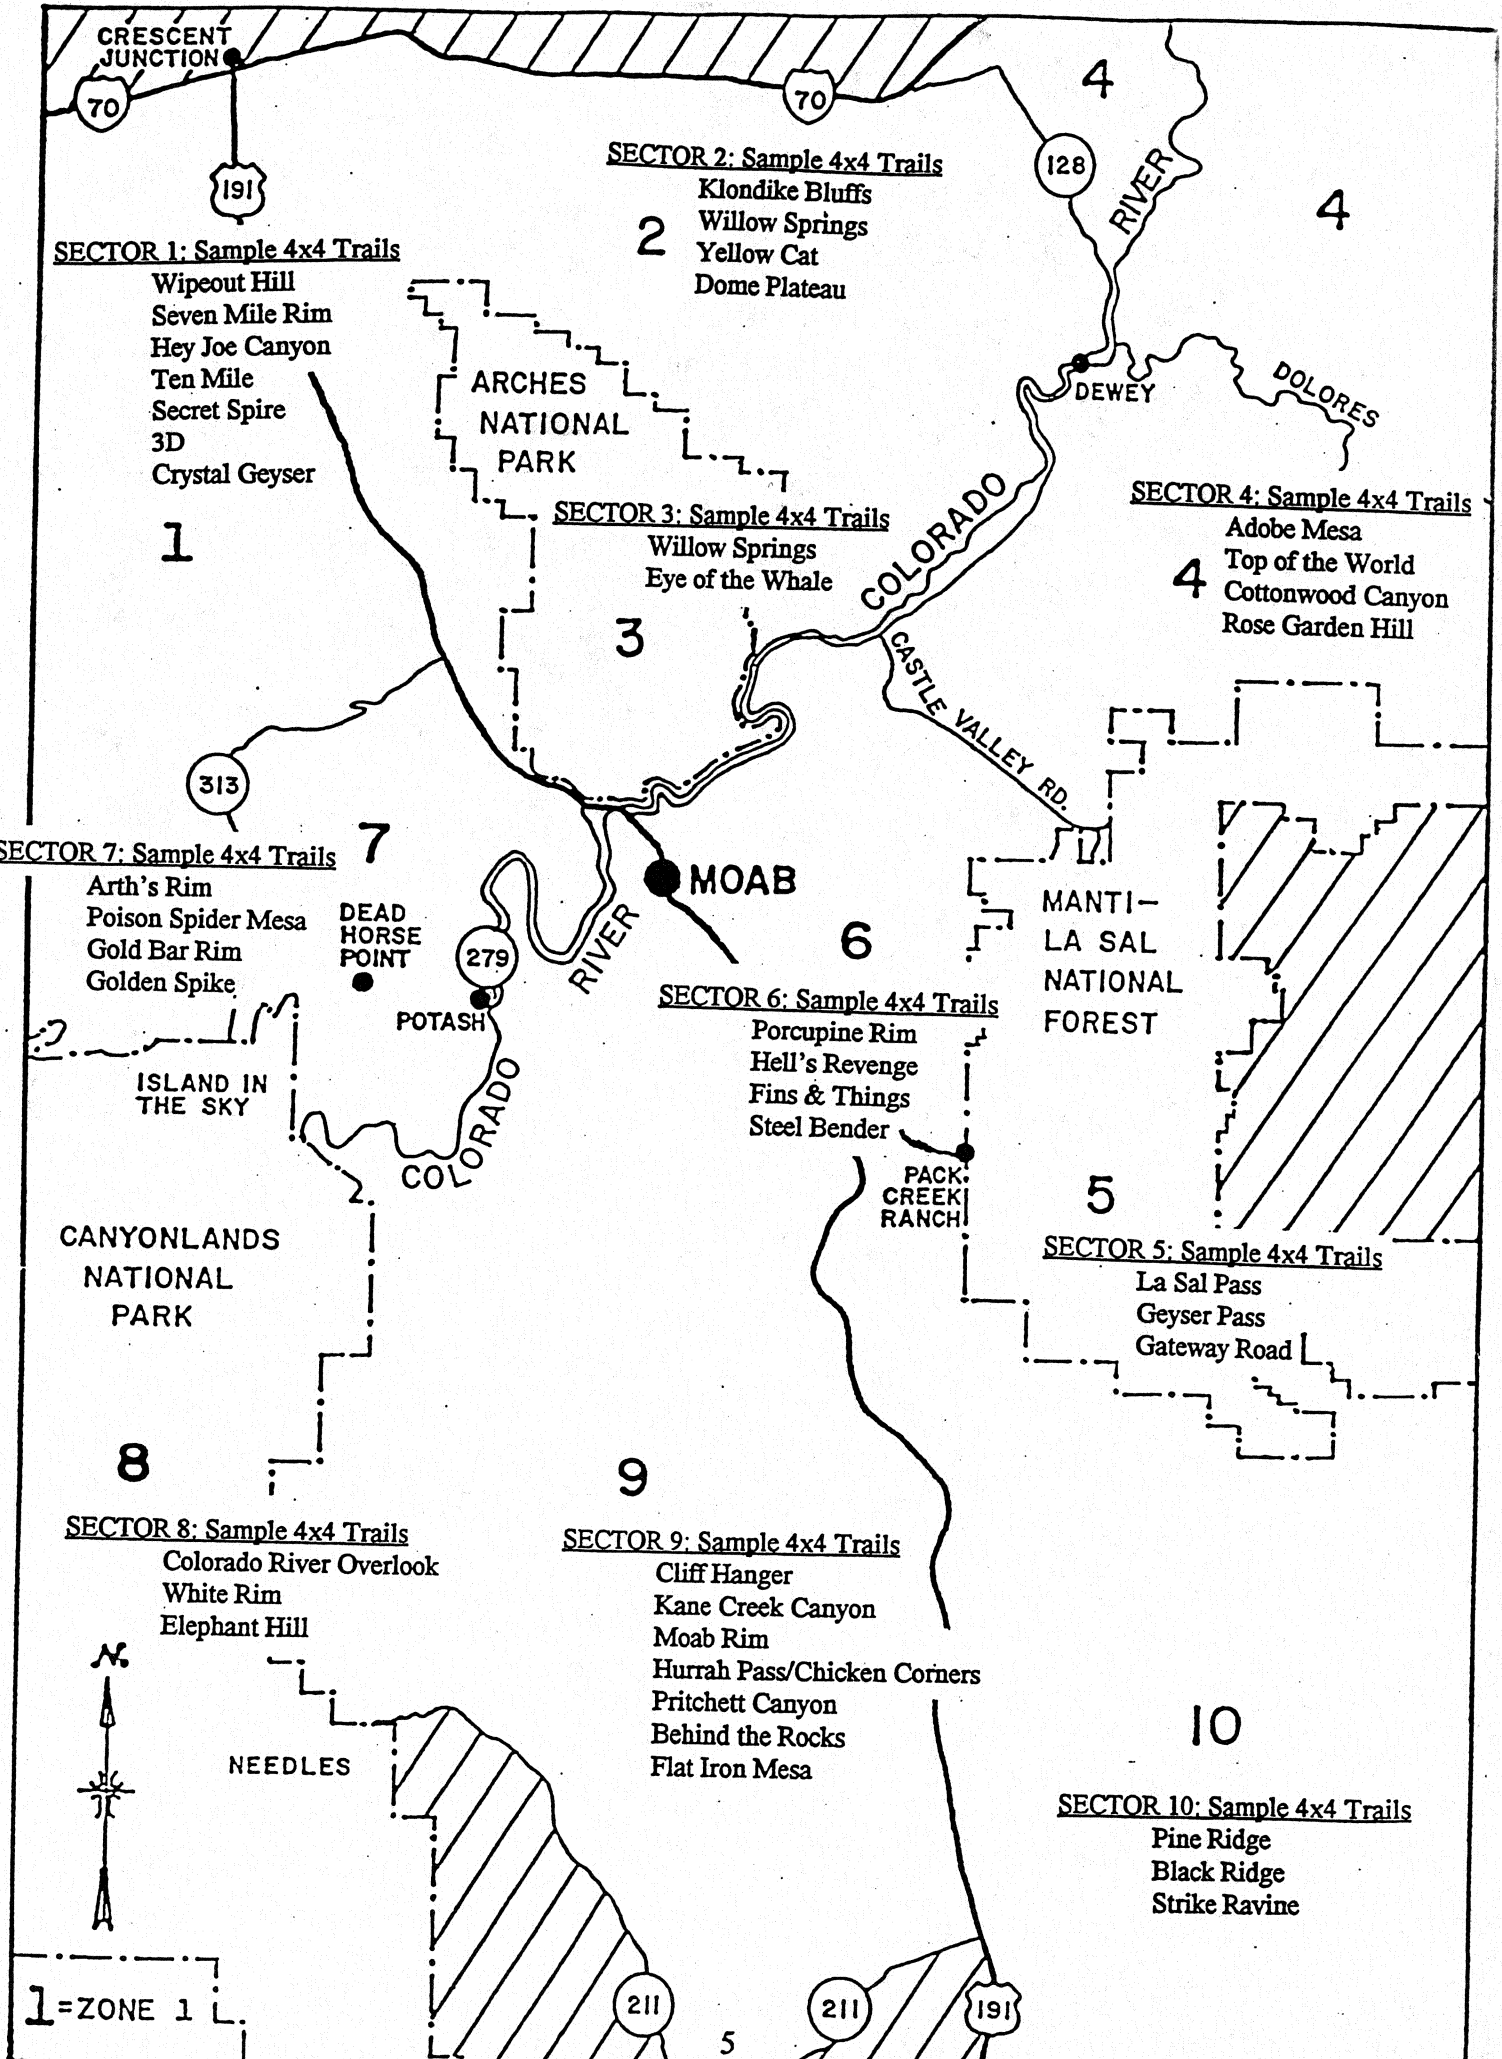 CRESCENT
JUNCTION
70
70
191
128
RIVER
4
4
SECTOR 1: Sample 4x4 Trails
Wipeout Hill
Seven Mile Rim
Hey Joe Canyon
Ten Mile
Secret Spire
3D
Crystal Geyser
1
SECTOR 2: Sample 4x4 Trails
Klondike Bluffs
Willow Springs
Yellow Cat
Dome Plateau
2
ARCHES
NATIONAL
PARK
DEWEY
DOLORES
COLORADO
SECTOR 3: Sample 4x4 Trails
Willow Springs
Eye of the Whale
3
SECTOR 4: Sample 4x4 Trails
Adobe Mesa
Top of the World
Cottonwood Canyon
Rose Garden Hill
4
CASTLE VALLEY RD.
313
7
SECTOR 7: Sample 4x4 Trails
Arth's Rim
Poison Spider Mesa
Gold Bar Rim
Golden Spike
DEAD
HORSE
POINT
279
POTASH
RIVER
MOAB
6
MANTI-
LA SAL
NATIONAL
FOREST
SECTOR 6: Sample 4x4 Trails
Porcupine Rim
Hell's Revenge
Fins & Things
Steel Bender
ISLAND IN
THE SKY
COLORADO
PACK
CREEK
RANCH
5
CANYONLANDS
NATIONAL
PARK
SECTOR 5: Sample 4x4 Trails
La Sal Pass
Geyser Pass
Gateway Road
8
9
SECTOR 8: Sample 4x4 Trails
Colorado River Overlook
White Rim
Elephant Hill
SECTOR 9: Sample 4x4 Trails
Cliff Hanger
Kane Creek Canyon
Moab Rim
Hurrah Pass/Chicken Corners
Pritchett Canyon
Behind the Rocks
Flat Iron Mesa
N
NEEDLES
10
SECTOR 10: Sample 4x4 Trails
Pine Ridge
Black Ridge
Strike Ravine
1=ZONE 1
211
211
191
5